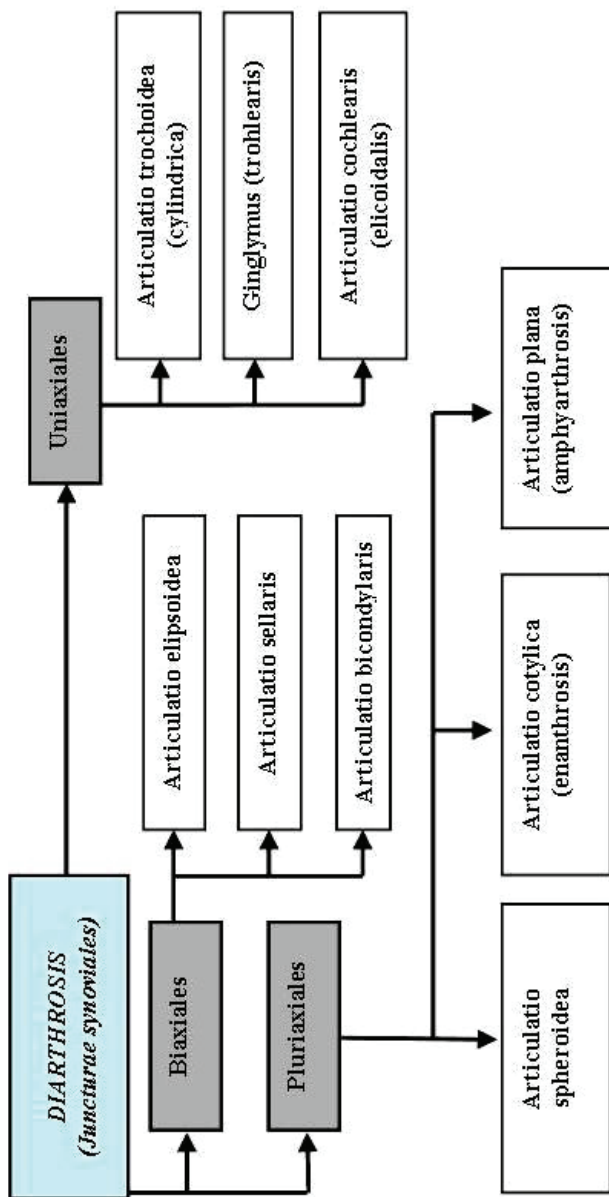 DIARTHROSIS
(Juncturae synoviales)
Uniaxiales
Articulatio trochoidea
(cylindrica)
Ginglymus (trohlearis)
Articulatio cochlearis
(elicoidalis)
Biaxiales
Articulatio elipsoidea
Articulatio sellaris
Articulatio bicondylaris
Pluriaxiales
Articulatio
spheroidea
Articulatio cotylica
(enanthrosis)
Articulatio plana
(amphyarthrosis)